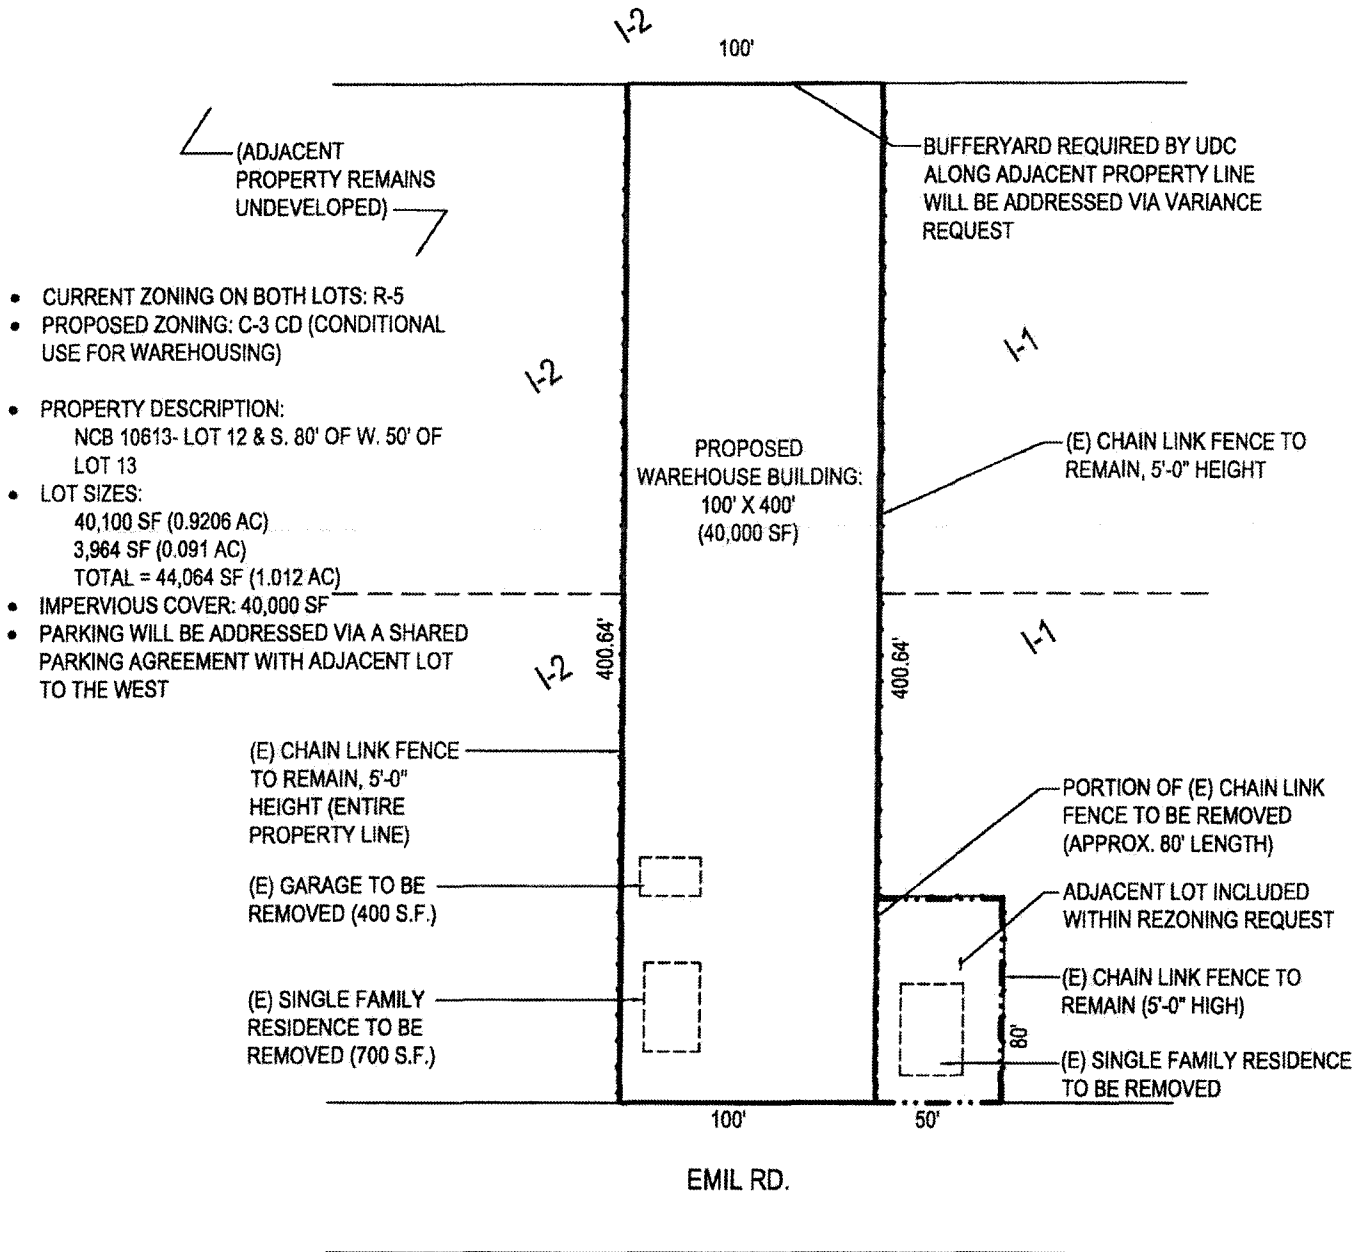 I-2
100'
(ADJACENT
PROPERTY REMAINS
UNDEVELOPED)
BUFFERYARD REQUIRED BY UDC
ALONG ADJACENT PROPERTY LINE
WILL BE ADDRESSED VIA VARIANCE
REQUEST
• CURRENT ZONING ON BOTH LOTS: R-5
• PROPOSED ZONING: C-3 CD (CONDITIONAL
USE FOR WAREHOUSING)
• PROPERTY DESCRIPTION:
NCB 10613- LOT 12 & S. 80' OF W. 50' OF
LOT 13
• LOT SIZES:
40,100 SF (0.9206 AC)
3,964 SF (0.091 AC)
TOTAL = 44,064 SF (1.012 AC)
• IMPERVIOUS COVER: 40,000 SF
• PARKING WILL BE ADDRESSED VIA A SHARED
PARKING AGREEMENT WITH ADJACENT LOT
TO THE WEST
I-2
I-1
PROPOSED
WAREHOUSE BUILDING:
100' X 400'
(40,000 SF)
(E) CHAIN LINK FENCE TO
REMAIN, 5'-0" HEIGHT
I-2
400.64'
400.64'
I-1
(E) CHAIN LINK FENCE
TO REMAIN, 5'-0"
HEIGHT (ENTIRE
PROPERTY LINE)
(E) GARAGE TO BE
REMOVED (400 S.F.)
(E) SINGLE FAMILY
RESIDENCE TO BE
REMOVED (700 S.F.)
PORTION OF (E) CHAIN LINK
FENCE TO BE REMOVED
(APPROX. 80' LENGTH)
ADJACENT LOT INCLUDED
WITHIN REZONING REQUEST
(E) CHAIN LINK FENCE TO
REMAIN (5'-0" HIGH)
80'
(E) SINGLE FAMILY RESIDENCE
TO BE REMOVED
100'
50'
EMIL RD.